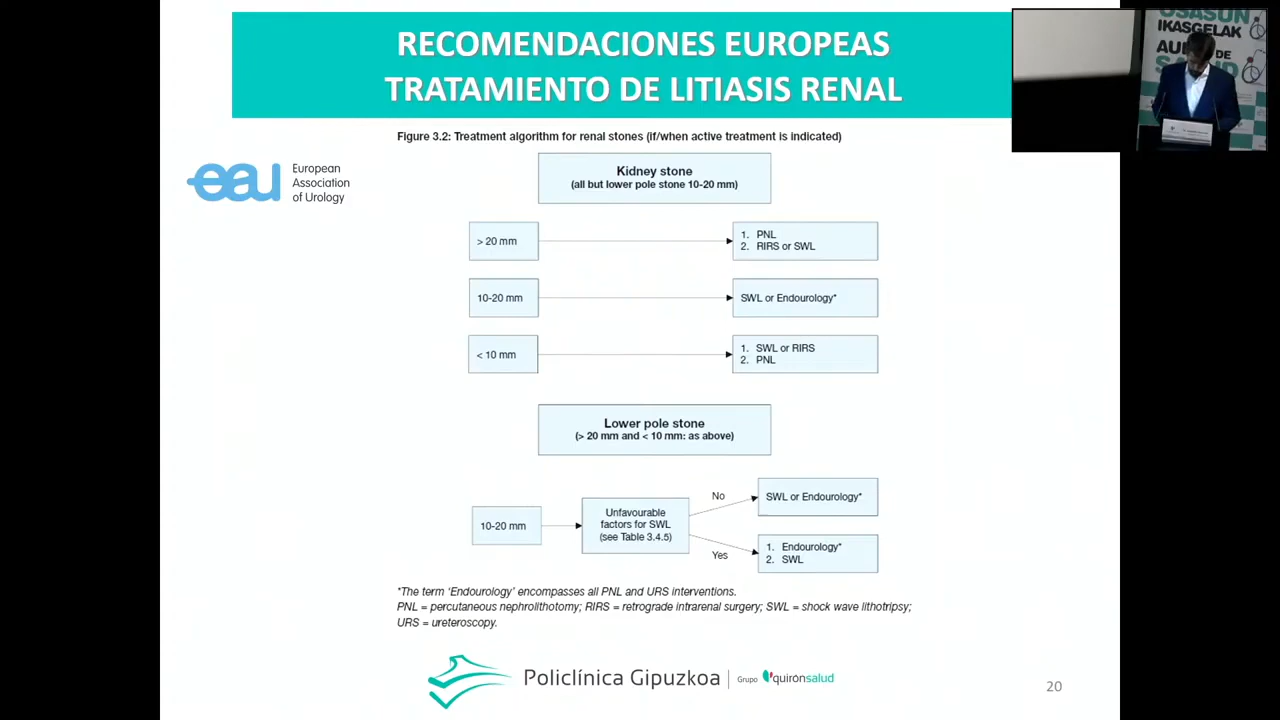 RECOMENDACIONES EUROPEAS
TRATAMIENTO DE LITIASIS RENAL
OSASUN
IKASGELAK
DE
Figure 3.2: Treatment algorithm for renal stones (if/when active treatment is indicated)
eau
European
Association
of Urology
Kidney stone
(all but lower pole stone 10-20 mm)
> 20 mm
1. PNL
2. RIRS or SWL
10-20 mm
SWL or Endourology*
< 10 mm
1. SWL or RIRS
2. PNL
Lower pole stone
(> 20 mm and < 10 mm: as above)
10-20 mm
Unfavourable
factors for SWL
(see Table 3.4.5)
No
SWL or Endourology*
Yes
1. Endourology*
2. SWL
*The term ‘Endourology’ encompasses all PNL and URS interventions.
PNL = percutaneous nephrolithotomy; RIRS = retrograde intrarenal surgery; SWL = shock wave lithotripsy;
URS = ureteroscopy.
Policlínica Gipuzkoa
Grupo quirónsalud
20